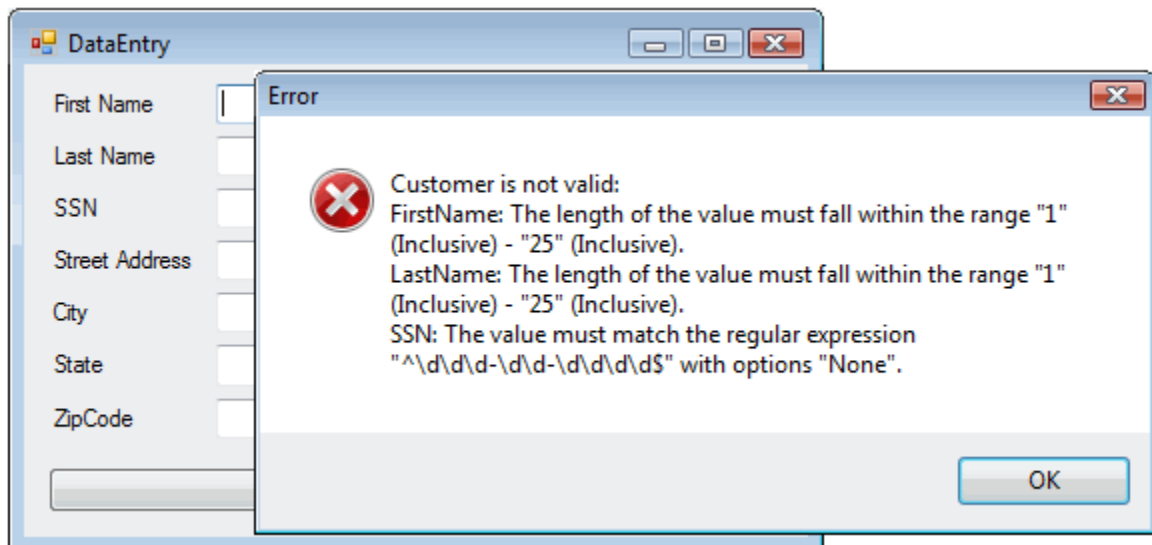 DataEntry
First Name
Last Name
SSN
Street Address
City
State
ZipCode
Error
Customer is not valid:
FirstName: The length of the value must fall within the range "1"
(Inclusive) - "25" (Inclusive).
LastName: The length of the value must fall within the range "1"
(Inclusive) - "25" (Inclusive).
SSN: The value must match the regular expression
"^\d\d\d-\d\d-\d\d\d\d$" with options "None".
OK